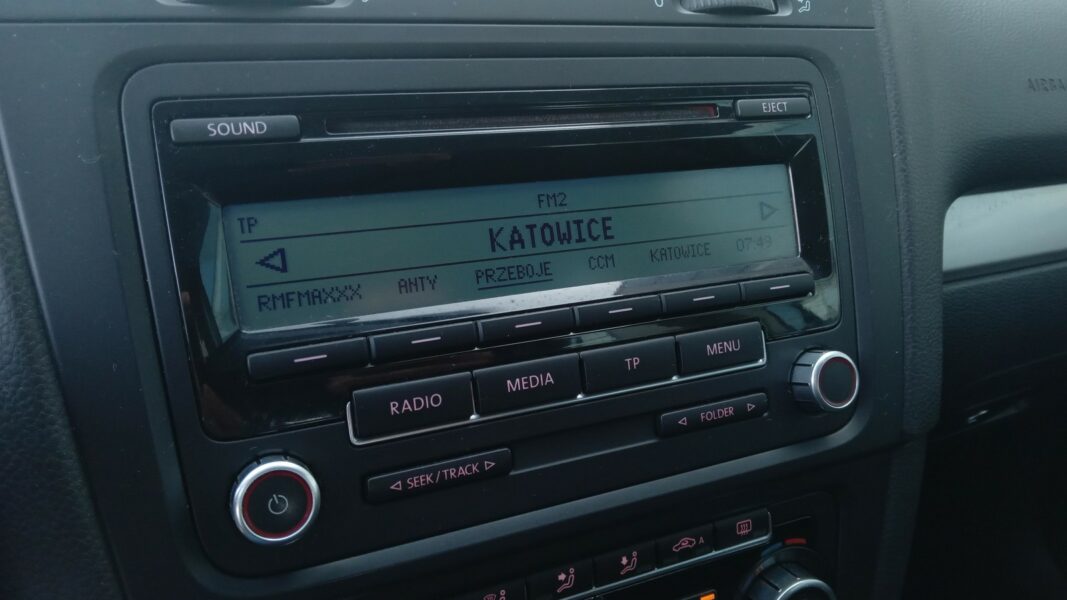 AIRBA
SOUND
EJECT
FM2
TP
KATOWICE
RMFMAXXX ANTY PRZEBOJE CCM KATOWICE 07:49
RADIO MEDIA TP MENU
SEEK/TRACK FOLDER
A